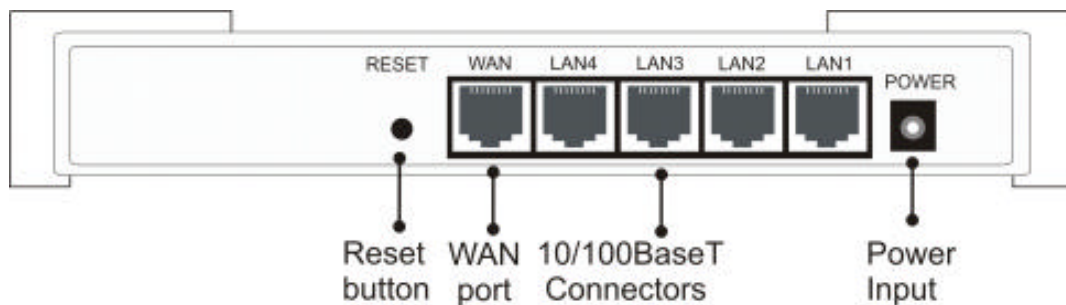 RESET WAN LAN4 LAN3 LAN2 LAN1 POWER
Reset WAN 10/100BaseT Power
button port Connectors Input